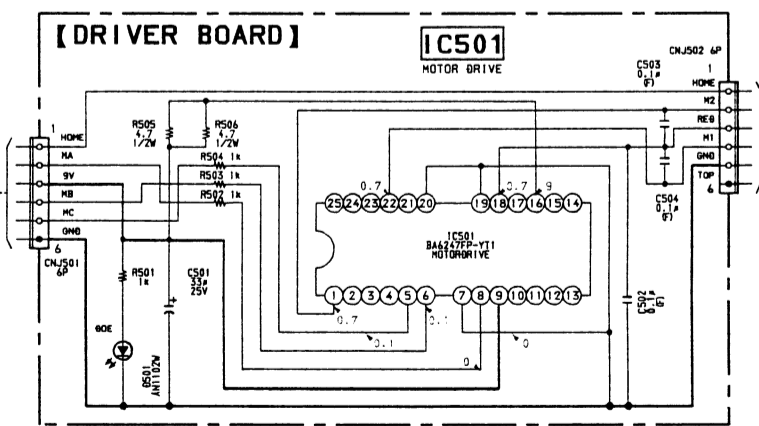 【DRIVER BOARD】
IC501
MOTOR DRIVE
CNJ502 6P
1
HOME
M2
REG
M1
GND
TOP
6
C503
0.1µ
(F)
C504
0.1µ
(F)
1
HOME
MA
9V
MB
MC
GND
6
CNJ501
6P
R505
4.7
1/2W
R506
4.7
1/2W
R504 1k
R503 1k
R502 1k
0.7
0.7
9
25 24 23 22 21 20 19 18 17 16 15 14
IC501
BA6247FP-YT1
MOTORDRIVE
1 2 3 4 5 6 7 8 9 10 11 12 13
R501
1k
C501
33µ
25V
C502
0.1µ
(F)
0.7
0.1
0.1
0
0
AN1102W